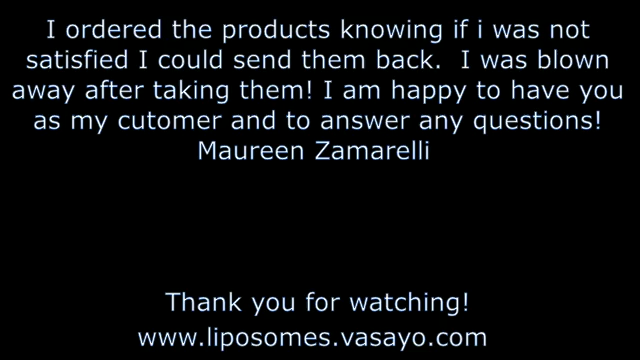 I ordered the products knowing if i was not
satisfied I could send them back.  I was blown
away after taking them! I am happy to have you
as my cutomer and to answer any questions!
Maureen Zamarelli
Thank you for watching!
www.liposomes.vasayo.com